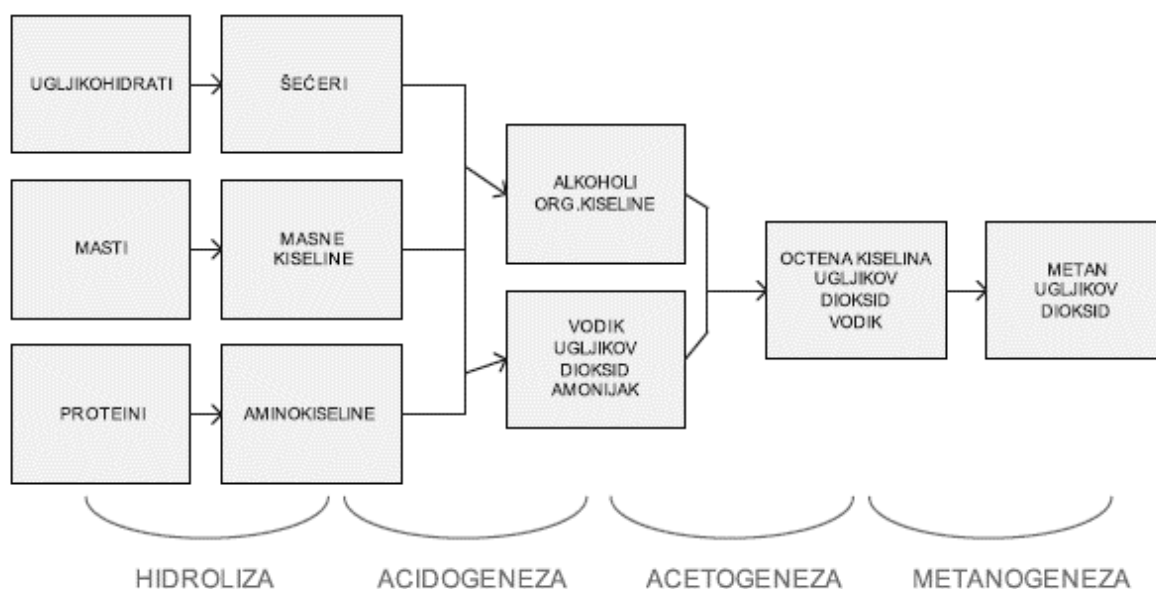 UGLJIKOHIDRATI
ŠEĆERI
MASTI
MASNE
KISELINE
PROTEINI
AMINOKISELINE
ALKOHOLI
ORG.KISELINE
VODIK
UGLJIKOV
DIOKSID
AMONIJAK
OCTENA KISELINA
UGLJIKOV
DIOKSID
VODIK
METAN
UGLJIKOV
DIOKSID
HIDROLIZA
ACIDOGENEZA
ACETOGENEZA
METANOGENEZA